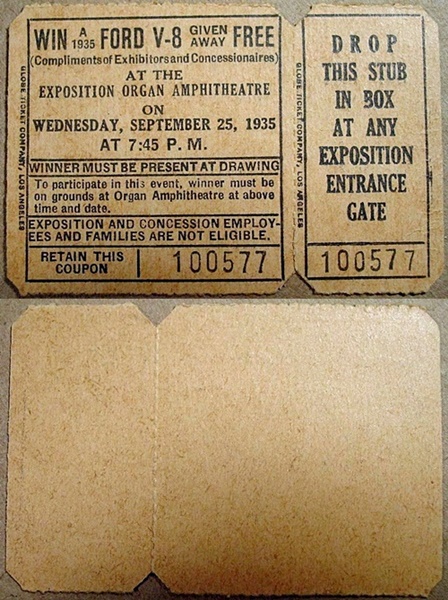 WIN A 1935 FORD V-8 GIVEN AWAY FREE
(Compliments of Exhibitors and Concessionaires)
AT THE
EXPOSITION ORGAN AMPHITHEATRE
ON
WEDNESDAY, SEPTEMBER 25, 1935
AT 7:45 P. M.
WINNER MUST BE PRESENT AT DRAWING
To participate in this event, winner must be
on grounds at Organ Amphitheatre at above
time and date.
EXPOSITION AND CONCESSION EMPLOY-
EES AND FAMILIES ARE NOT ELIGIBLE.
RETAIN THIS
COUPON
100577
GLOBE TICKET COMPANY, LOS ANGELES
DROP
THIS STUB
IN BOX
AT ANY
EXPOSITION
ENTRANCE
GATE
100577
GLOBE TICKET COMPANY, LOS ANGELES